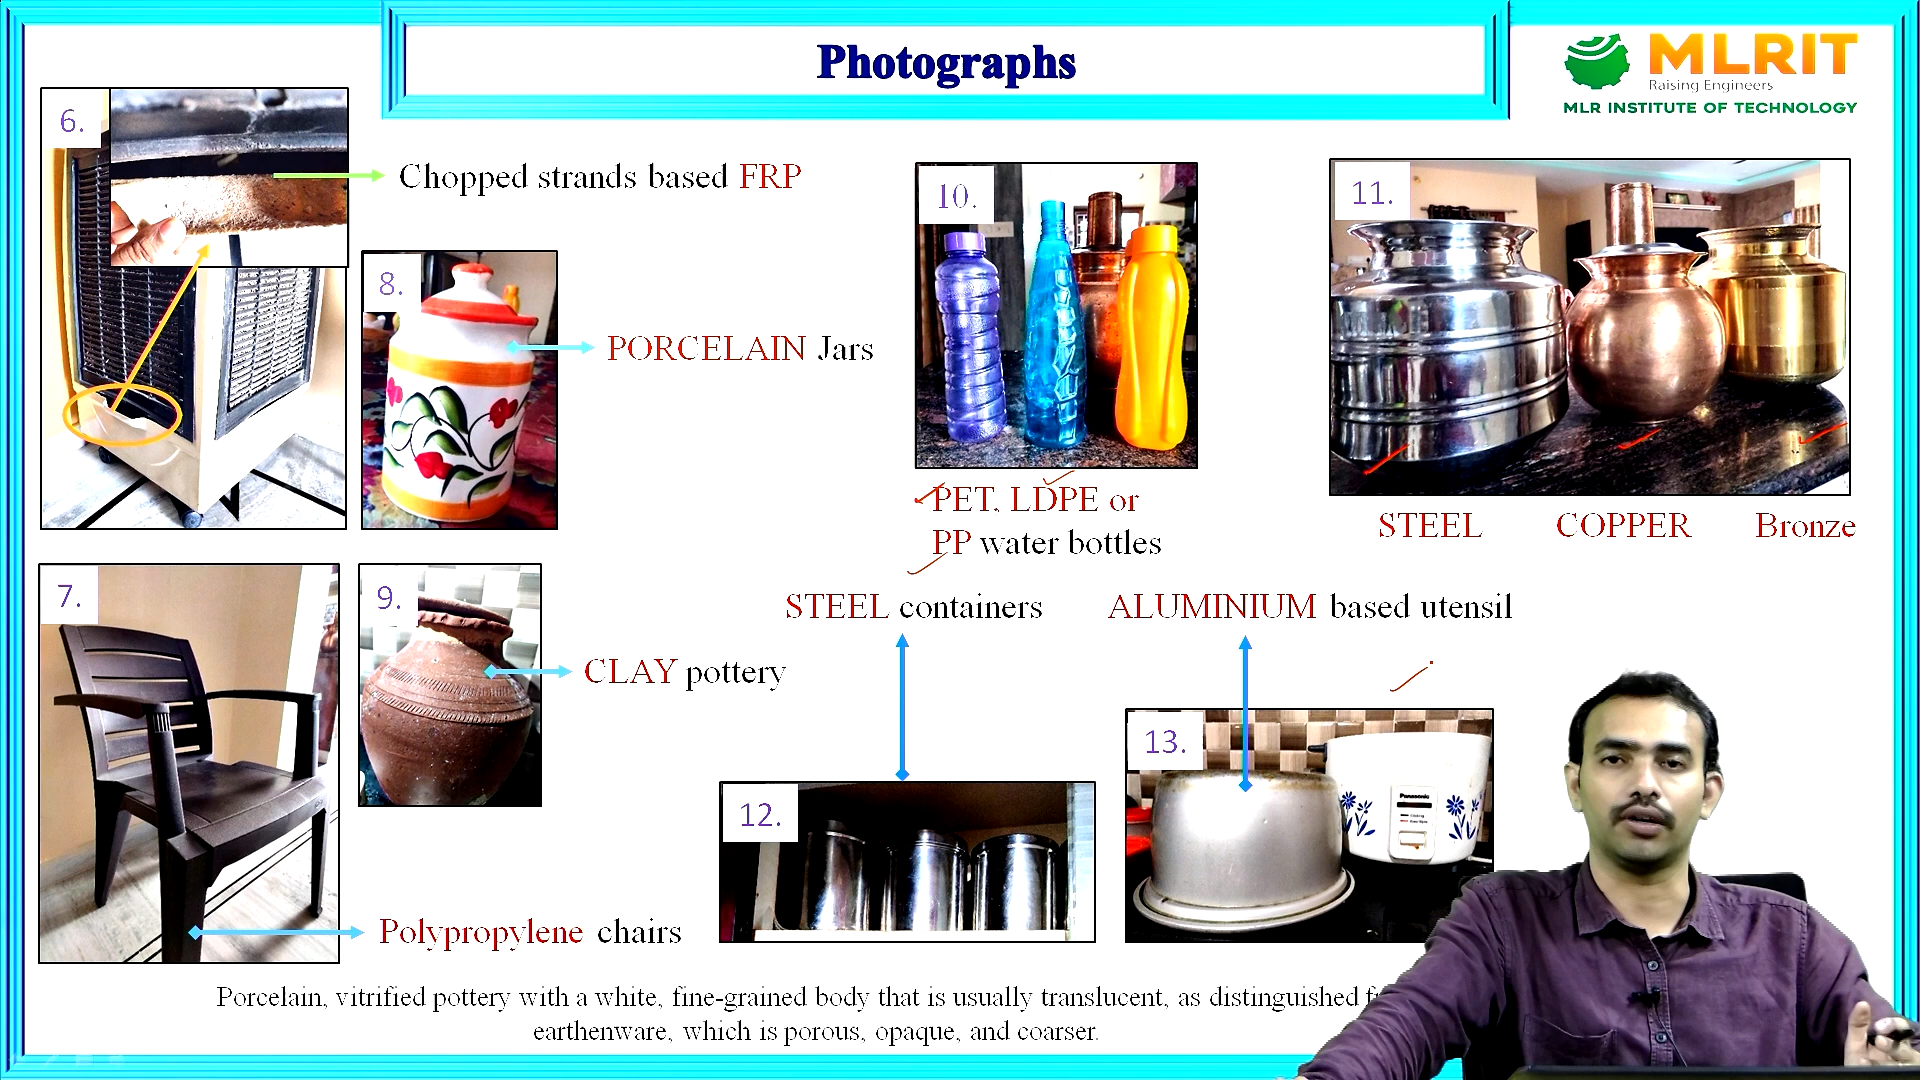 Photographs
MLRIT
Raising Engineers
MLR INSTITUTE OF TECHNOLOGY
6.
Chopped strands based FRP
8.
PORCELAIN Jars
10.
PET, LDPE or
PP water bottles
11.
STEEL COPPER Bronze
7.
9.
CLAY pottery
STEEL containers
ALUMINIUM based utensil
12.
13.
Panasonic
Polypropylene chairs
Porcelain, vitrified pottery with a white, fine-grained body that is usually translucent, as distinguished
earthenware, which is porous, opaque, and coarser.